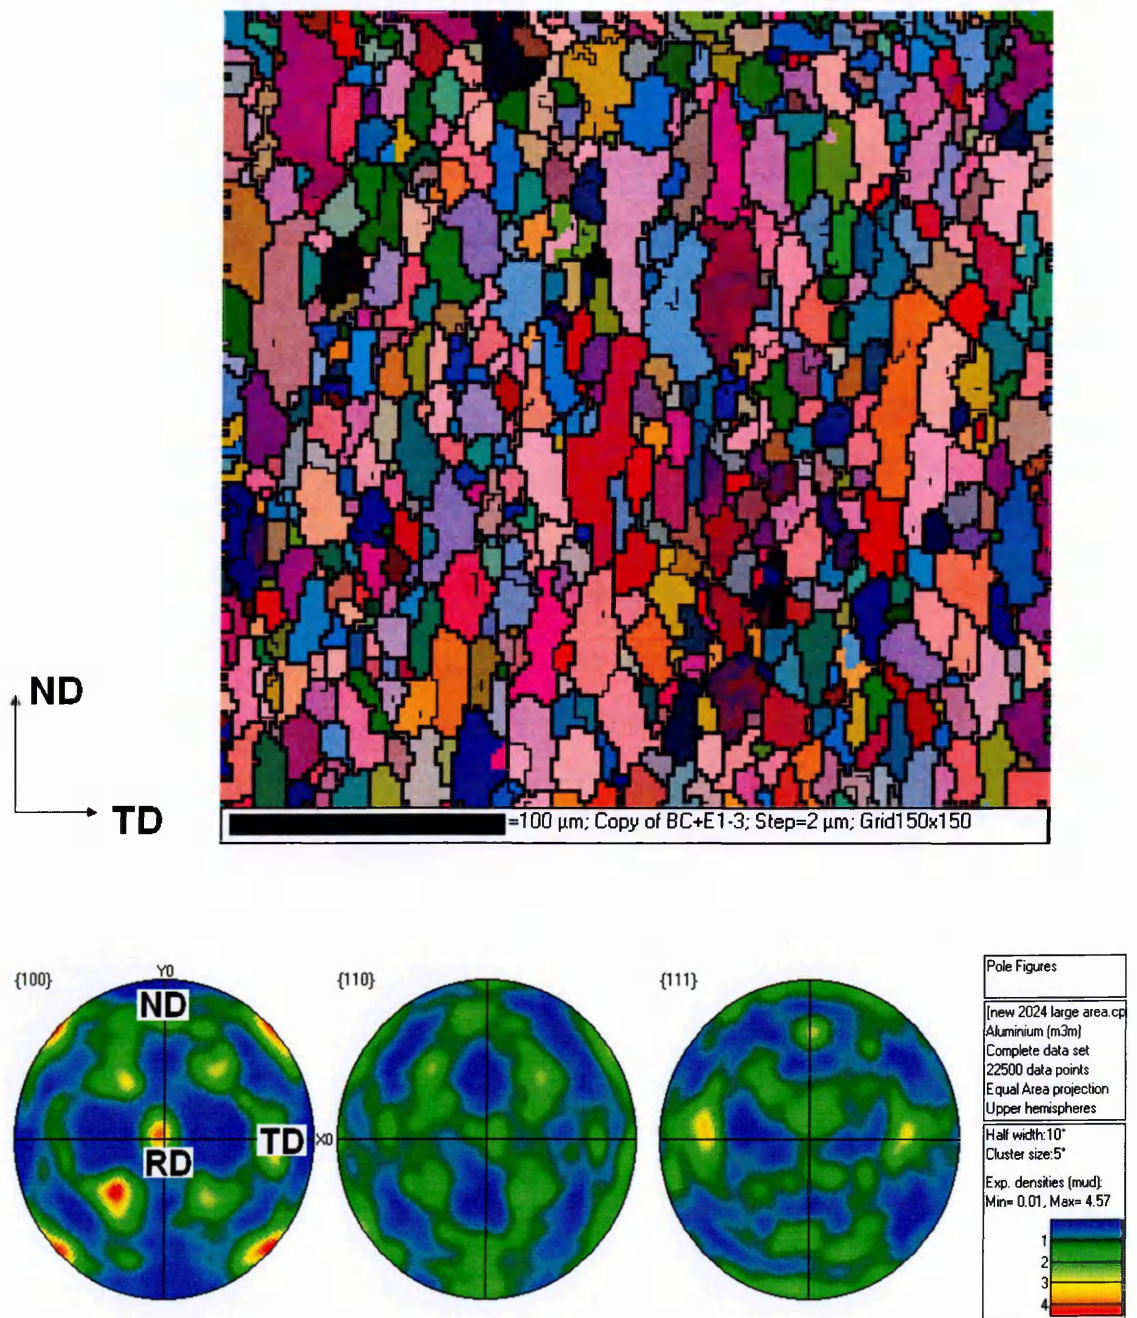 ND
TD
=100 µm; Copy of BC+E1-3; Step=2 µm; Grid150x150
{100}
Y0
ND
TD
X0
RD
{110}
{111}
Pole Figures
[new 2024 large area.cp
Aluminium (m3m)
Complete data set
22500 data points
Equal Area projection
Upper hemispheres
Half width:10°
Cluster size:5°
Exp. densities (mud):
Min= 0.01, Max= 4.57
1
2
3
4